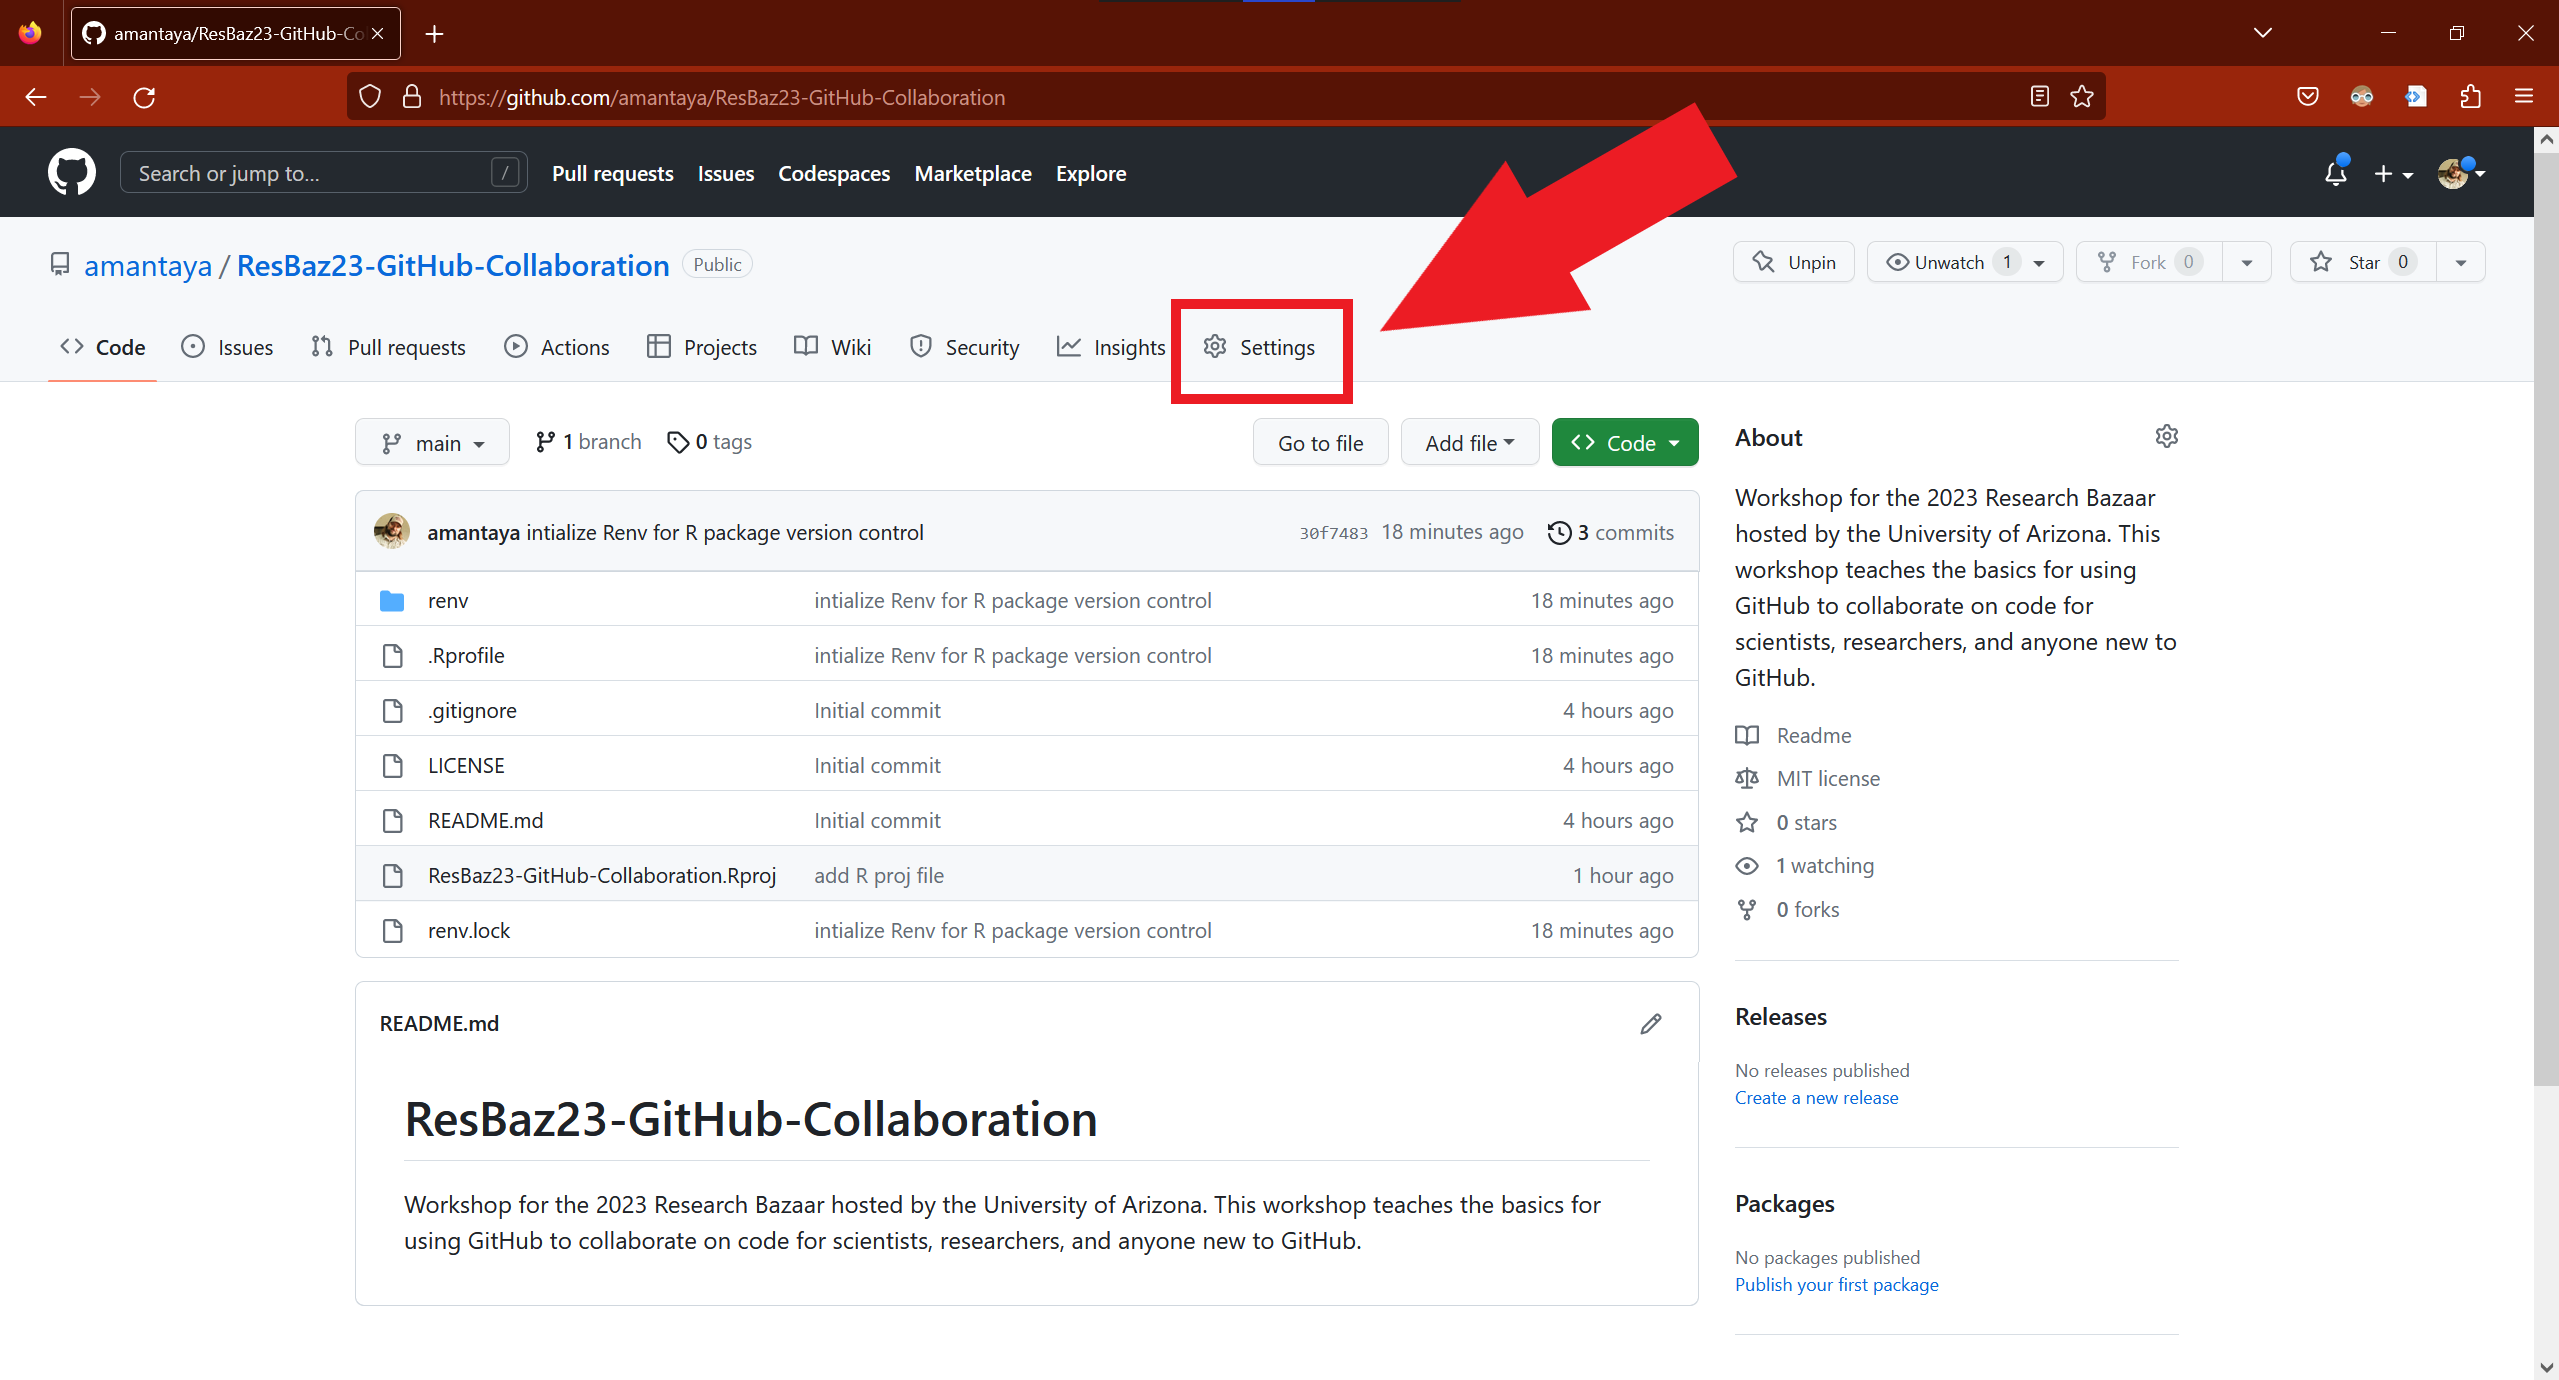 amantaya/ResBaz23-GitHub-Co
https://github.com/amantaya/ResBaz23-GitHub-Collaboration
Search or jump to... /
Pull requests Issues Codespaces Marketplace Explore
amantaya / ResBaz23-GitHub-Collaboration Public
Unpin Unwatch 1 Fork 0 Star 0
Code Issues Pull requests Actions Projects Wiki Security Insights Settings
main 1 branch 0 tags Go to file Add file Code
amantaya intialize Renv for R package version control 30f7483 18 minutes ago 3 commits
renv intialize Renv for R package version control 18 minutes ago
.Rprofile intialize Renv for R package version control 18 minutes ago
.gitignore Initial commit 4 hours ago
LICENSE Initial commit 4 hours ago
README.md Initial commit 4 hours ago
ResBaz23-GitHub-Collaboration.Rproj add R proj file 1 hour ago
renv.lock intialize Renv for R package version control 18 minutes ago
README.md
ResBaz23-GitHub-Collaboration
Workshop for the 2023 Research Bazaar hosted by the University of Arizona. This workshop teaches the basics for
using GitHub to collaborate on code for scientists, researchers, and anyone new to GitHub.
About
Workshop for the 2023 Research Bazaar
hosted by the University of Arizona. This
workshop teaches the basics for using
GitHub to collaborate on code for
scientists, researchers, and anyone new to
GitHub.
Readme
MIT license
0 stars
1 watching
0 forks
Releases
No releases published
Create a new release
Packages
No packages published
Publish your first package